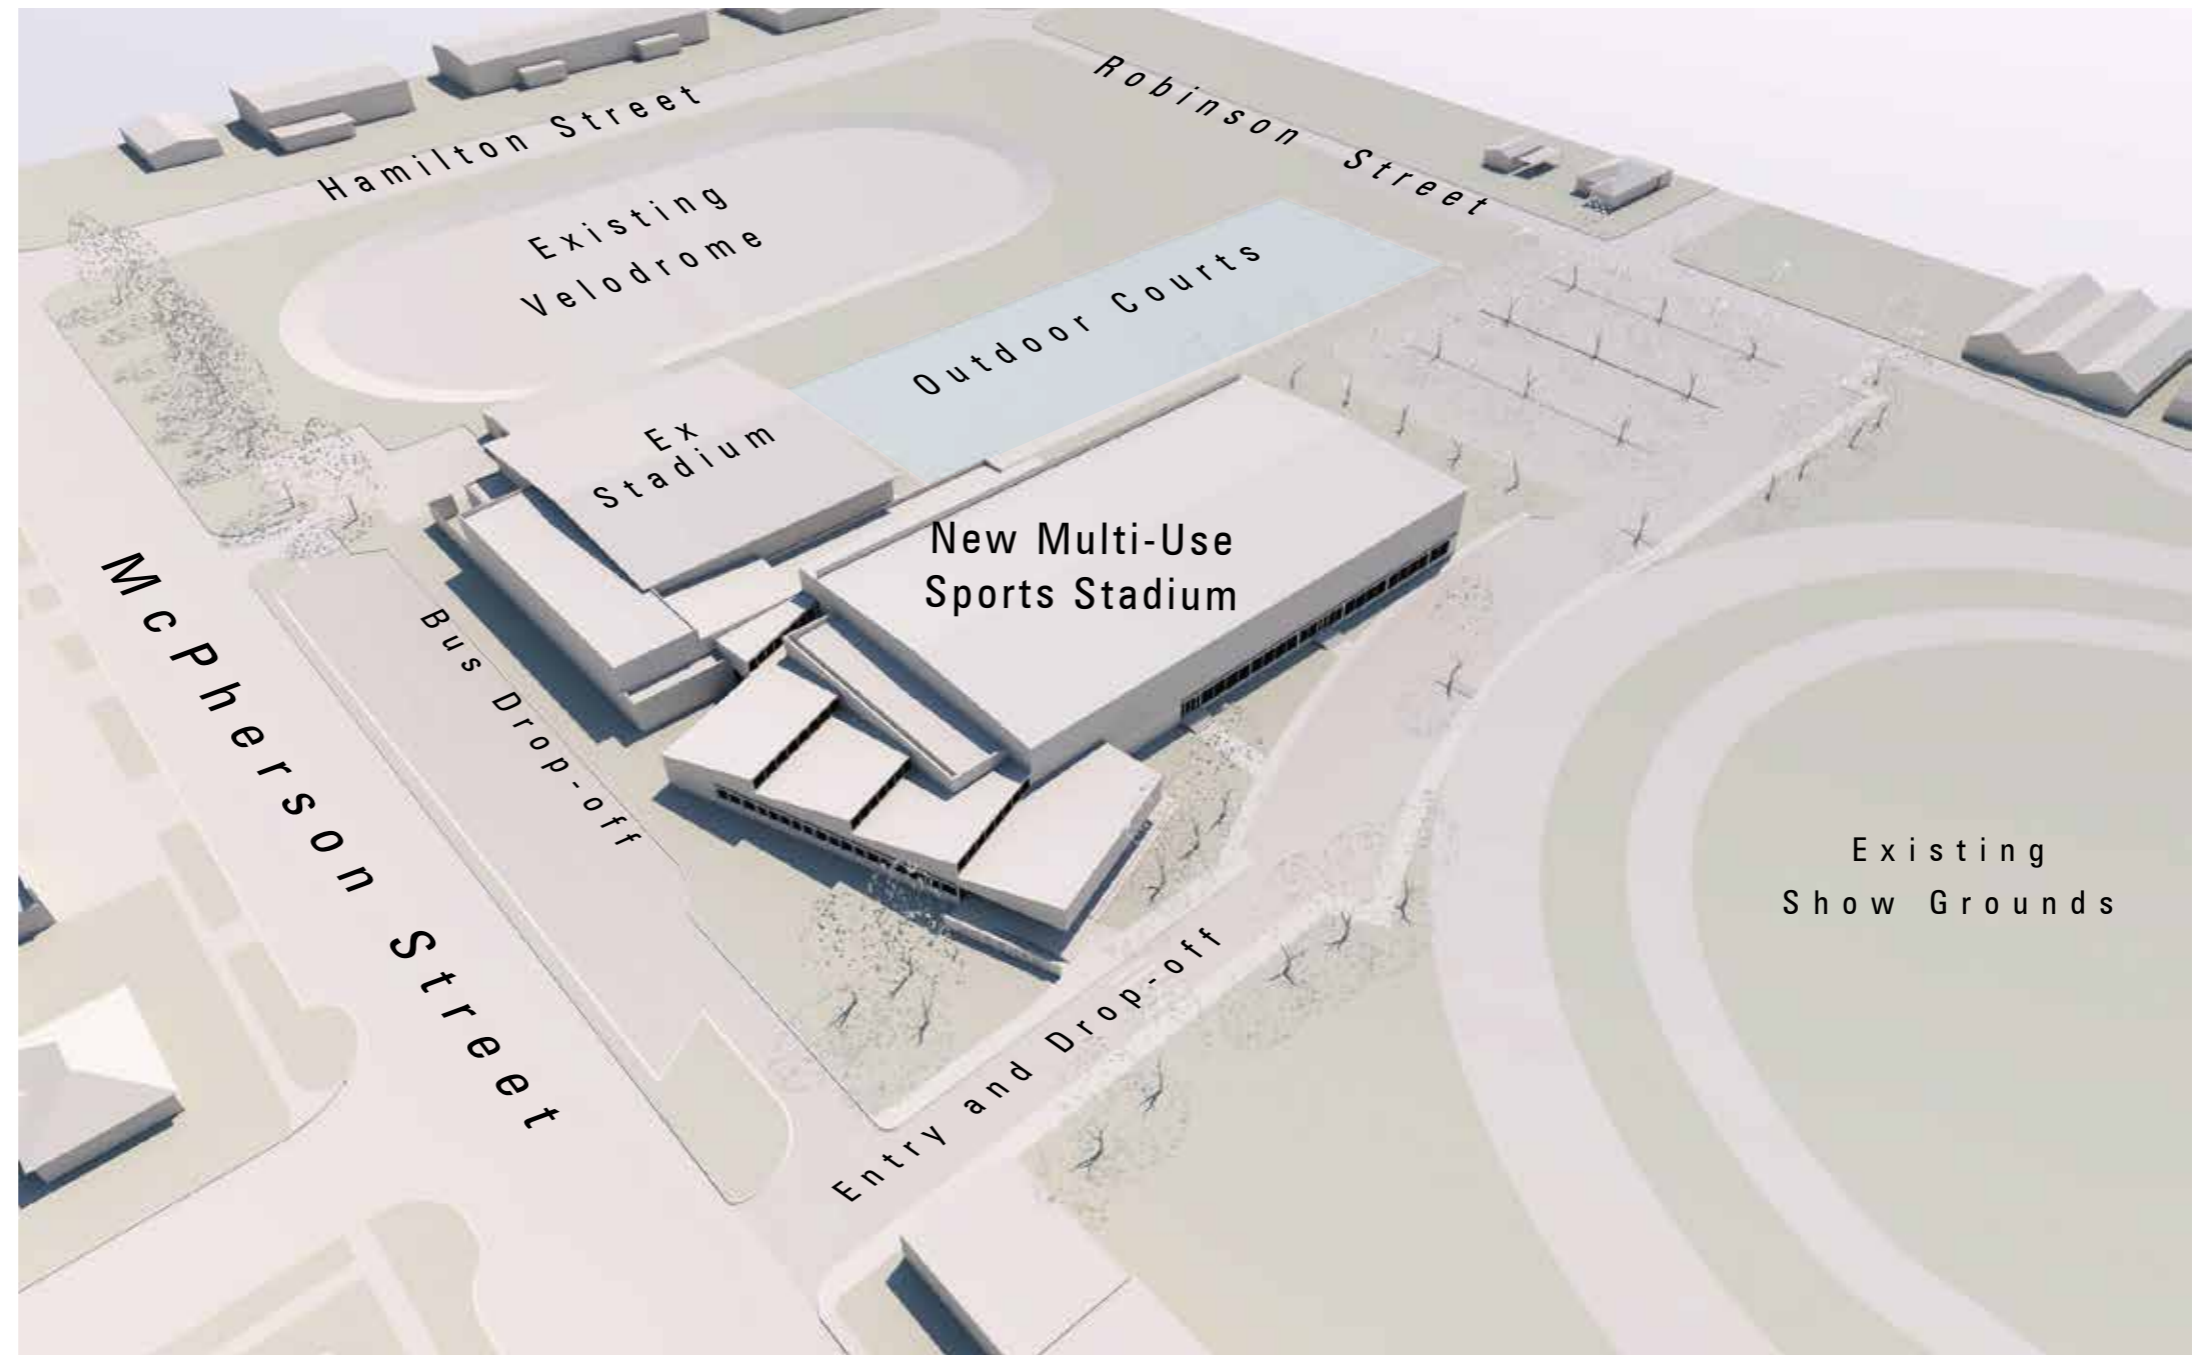 Robinson Street
Hamilton Street
Existing
Velodrome
Outdoor Courts
Ex
Stadium
New Multi-Use
Sports Stadium
McPherson Street
Bus Drop-off
Existing
Show Grounds
Entry and Drop-off